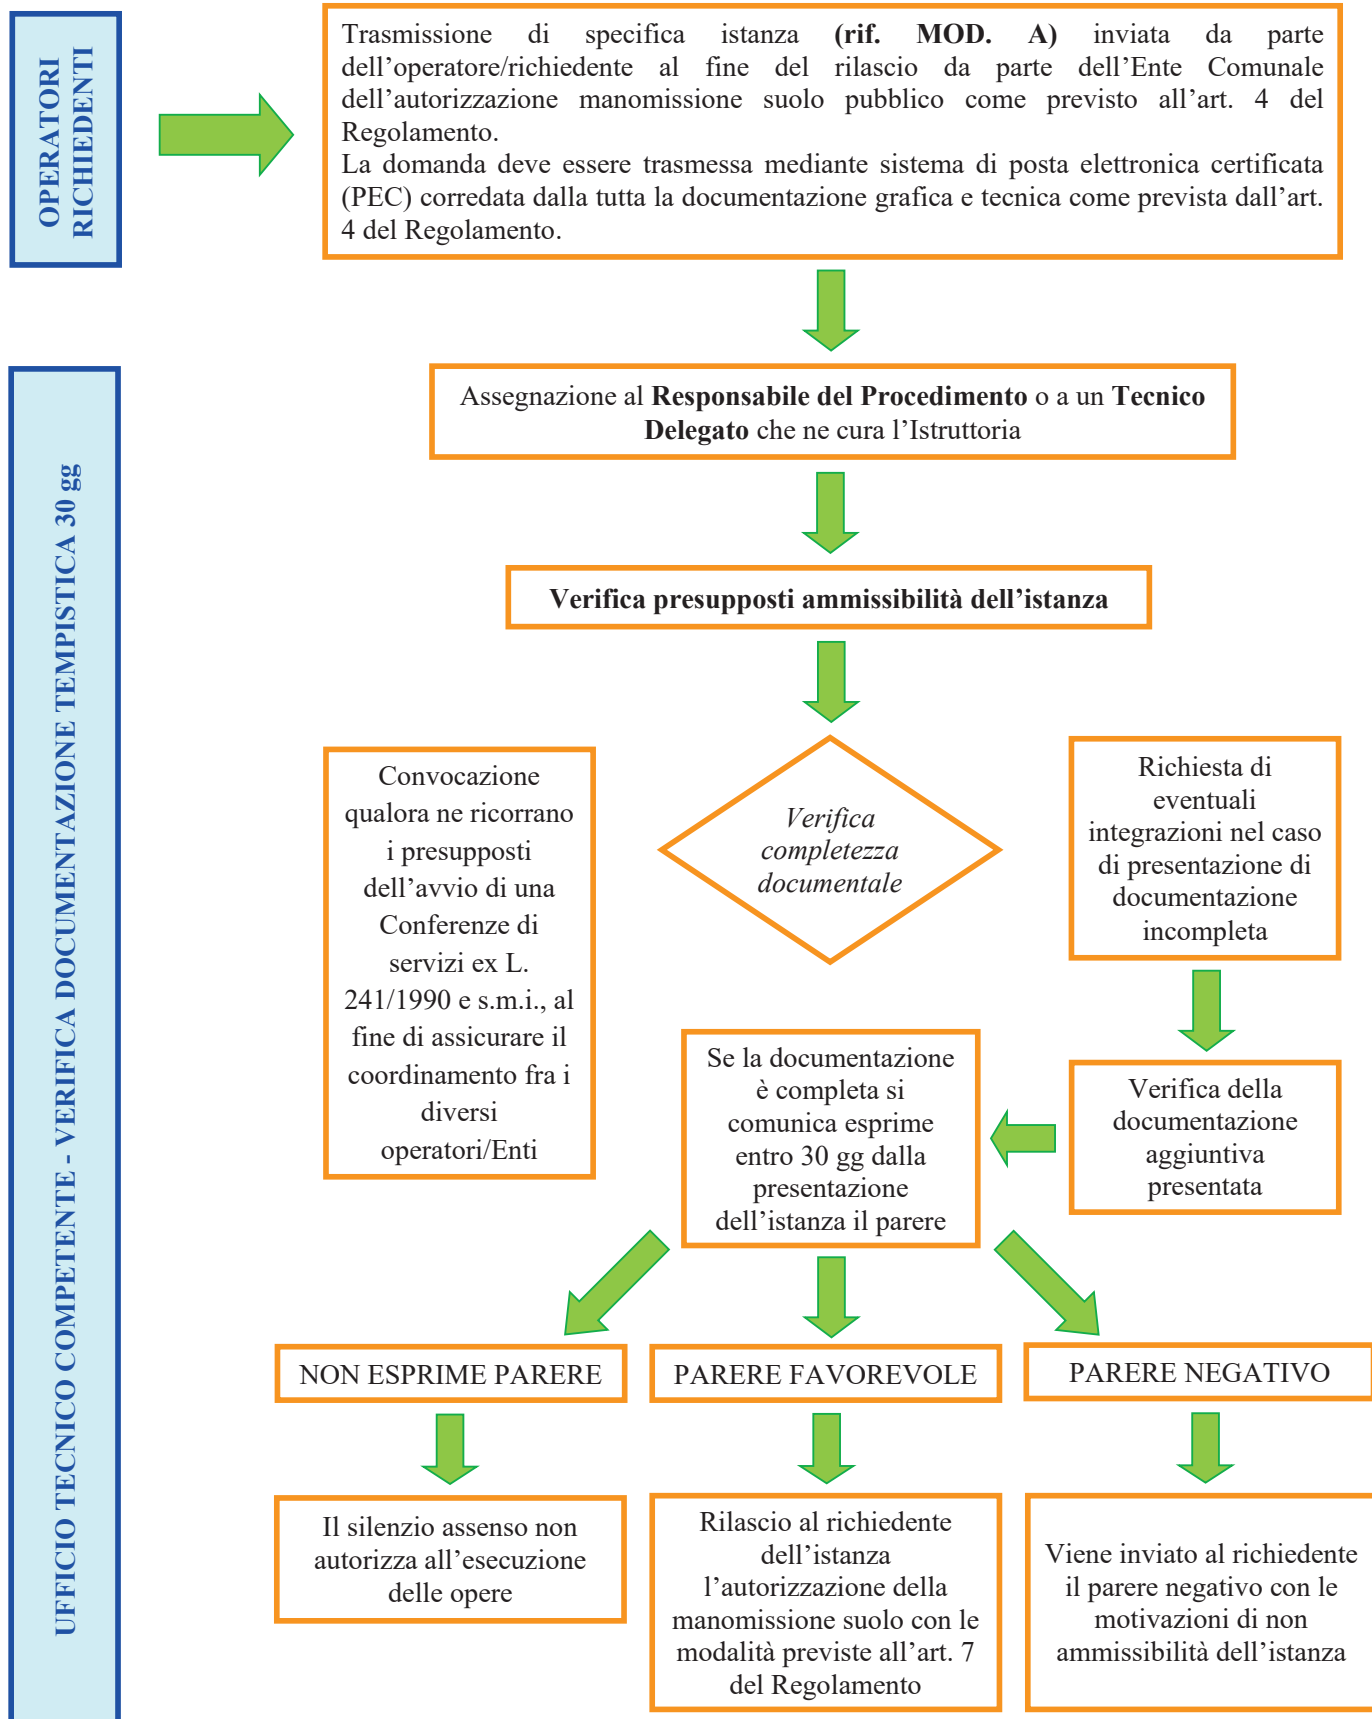 OPERATORI
RICHIEDENTI
Trasmissione di specifica istanza (rif. MOD. A) inviata da parte
dell’operatore/richiedente al fine del rilascio da parte dell’Ente Comunale
dell’autorizzazione manomissione suolo pubblico come previsto all’art. 4 del
Regolamento.
La domanda deve essere trasmessa mediante sistema di posta elettronica certificata
(PEC) corredata dalla tutta la documentazione grafica e tecnica come prevista dall’art.
4 del Regolamento.
UFFICIO TECNICO COMPETENTE - VERIFICA DOCUMENTAZIONE TEMPISTICA 30 gg
Assegnazione al Responsabile del Procedimento o a un Tecnico
Delegato che ne cura l’Istruttoria
Verifica presupposti ammissibilità dell’istanza
Convocazione
qualora ne ricorrano
i presupposti
dell’avvio di una
Conferenze di
servizi ex L.
241/1990 e s.m.i., al
fine di assicurare il
coordinamento fra i
diversi
operatori/Enti
Verifica
completezza
documentale
Richiesta di
eventuali
integrazioni nel caso
di presentazione di
documentazione
incompleta
Se la documentazione
è completa si
comunica esprime
entro 30 gg dalla
presentazione
dell’istanza il parere
Verifica della
documentazione
aggiuntiva
presentata
NON ESPRIME PARERE
PARERE FAVOREVOLE
PARERE NEGATIVO
Il silenzio assenso non
autorizza all’esecuzione
delle opere
Rilascio al richiedente
dell’istanza
l’autorizzazione della
manomissione suolo con le
modalità previste all’art. 7
del Regolamento
Viene inviato al richiedente
il parere negativo con le
motivazioni di non
ammissibilità dell’istanza